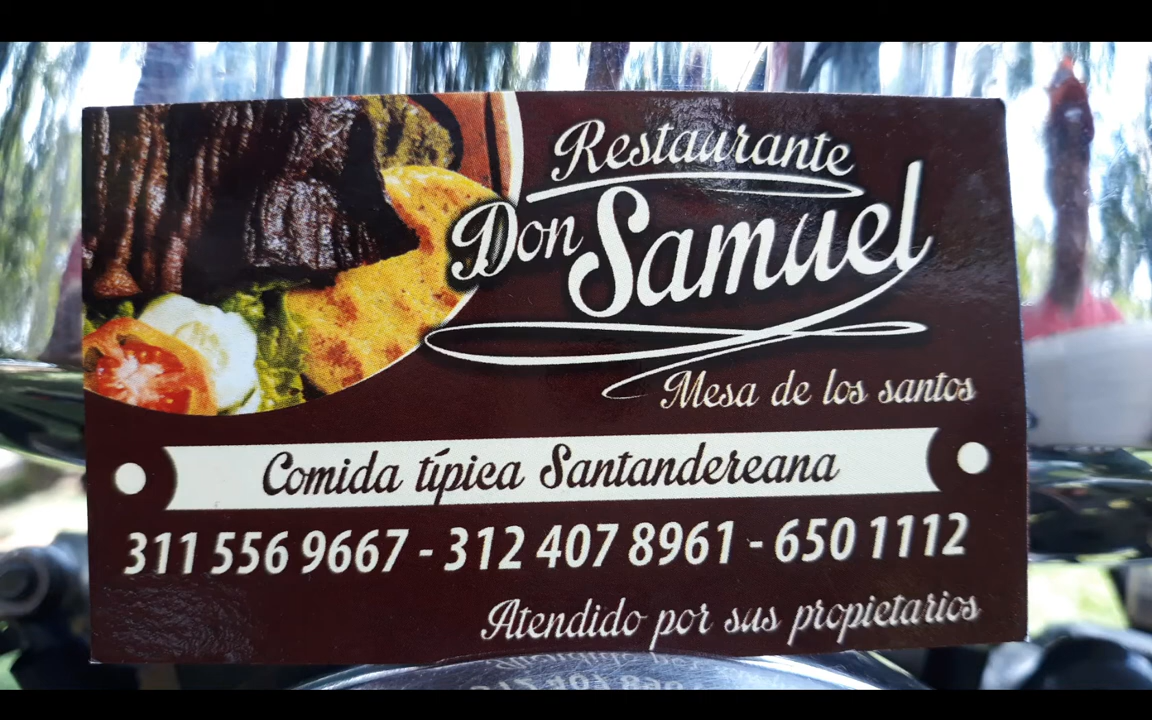 Restaurante
Don Samuel
Mesa de los santos
Comida típica Santandereana
311 556 9667 - 312 407 8961 - 650 1112
Atendido por sus propietarios